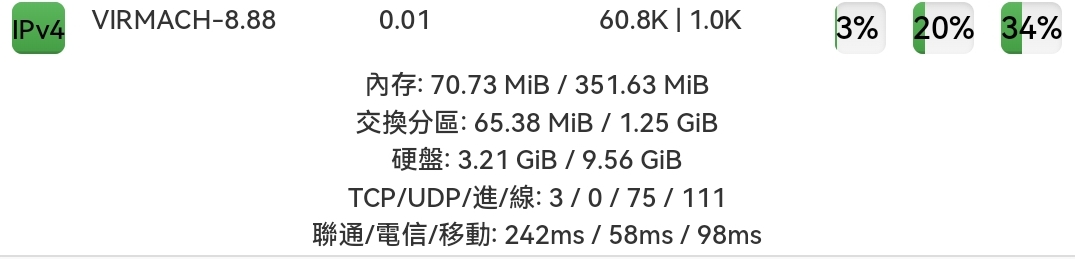 IPv4 VIRMACH-8.88 0.01 60.8K | 1.0K 3% 20% 34%
內存: 70.73 MiB / 351.63 MiB
交換分區: 65.38 MiB / 1.25 GiB
硬盤: 3.21 GiB / 9.56 GiB
TCP/UDP/進/線: 3 / 0 / 75 / 111
聯通/電信/移動: 242ms / 58ms / 98ms